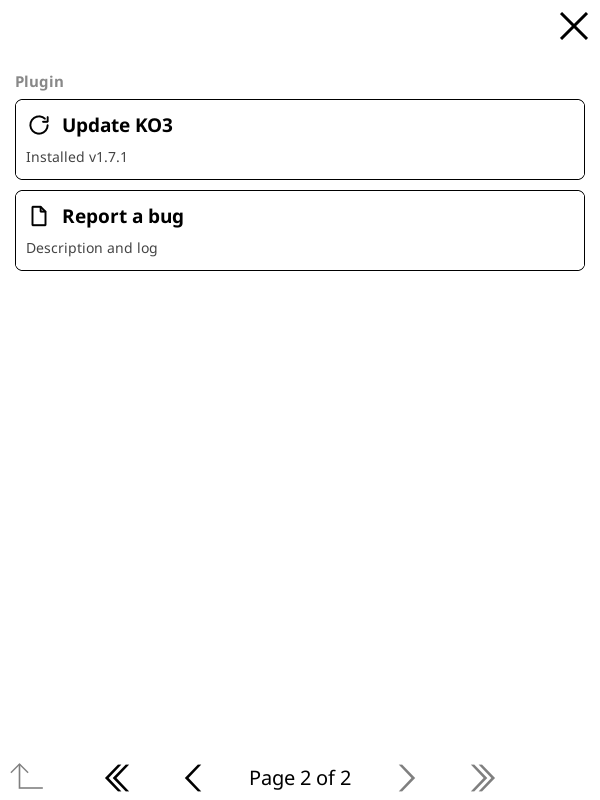 Plugin
Update KO3
Installed v1.7.1
Report a bug
Description and log
Page 2 of 2